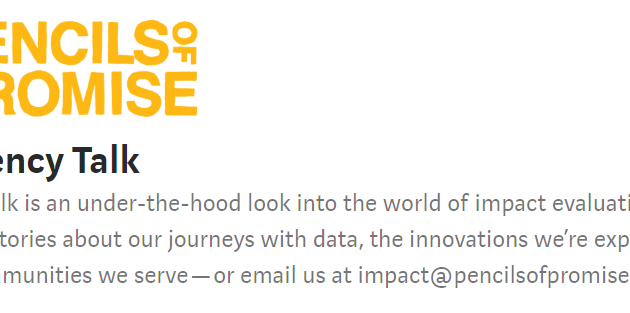 ENCILS OF
ROMISE
ency Talk
lk is an under-the-hood look into the world of impact evaluati
tories about our journeys with data, the innovations we’re exp
munities we serve — or email us at impact@pencilsofpromise